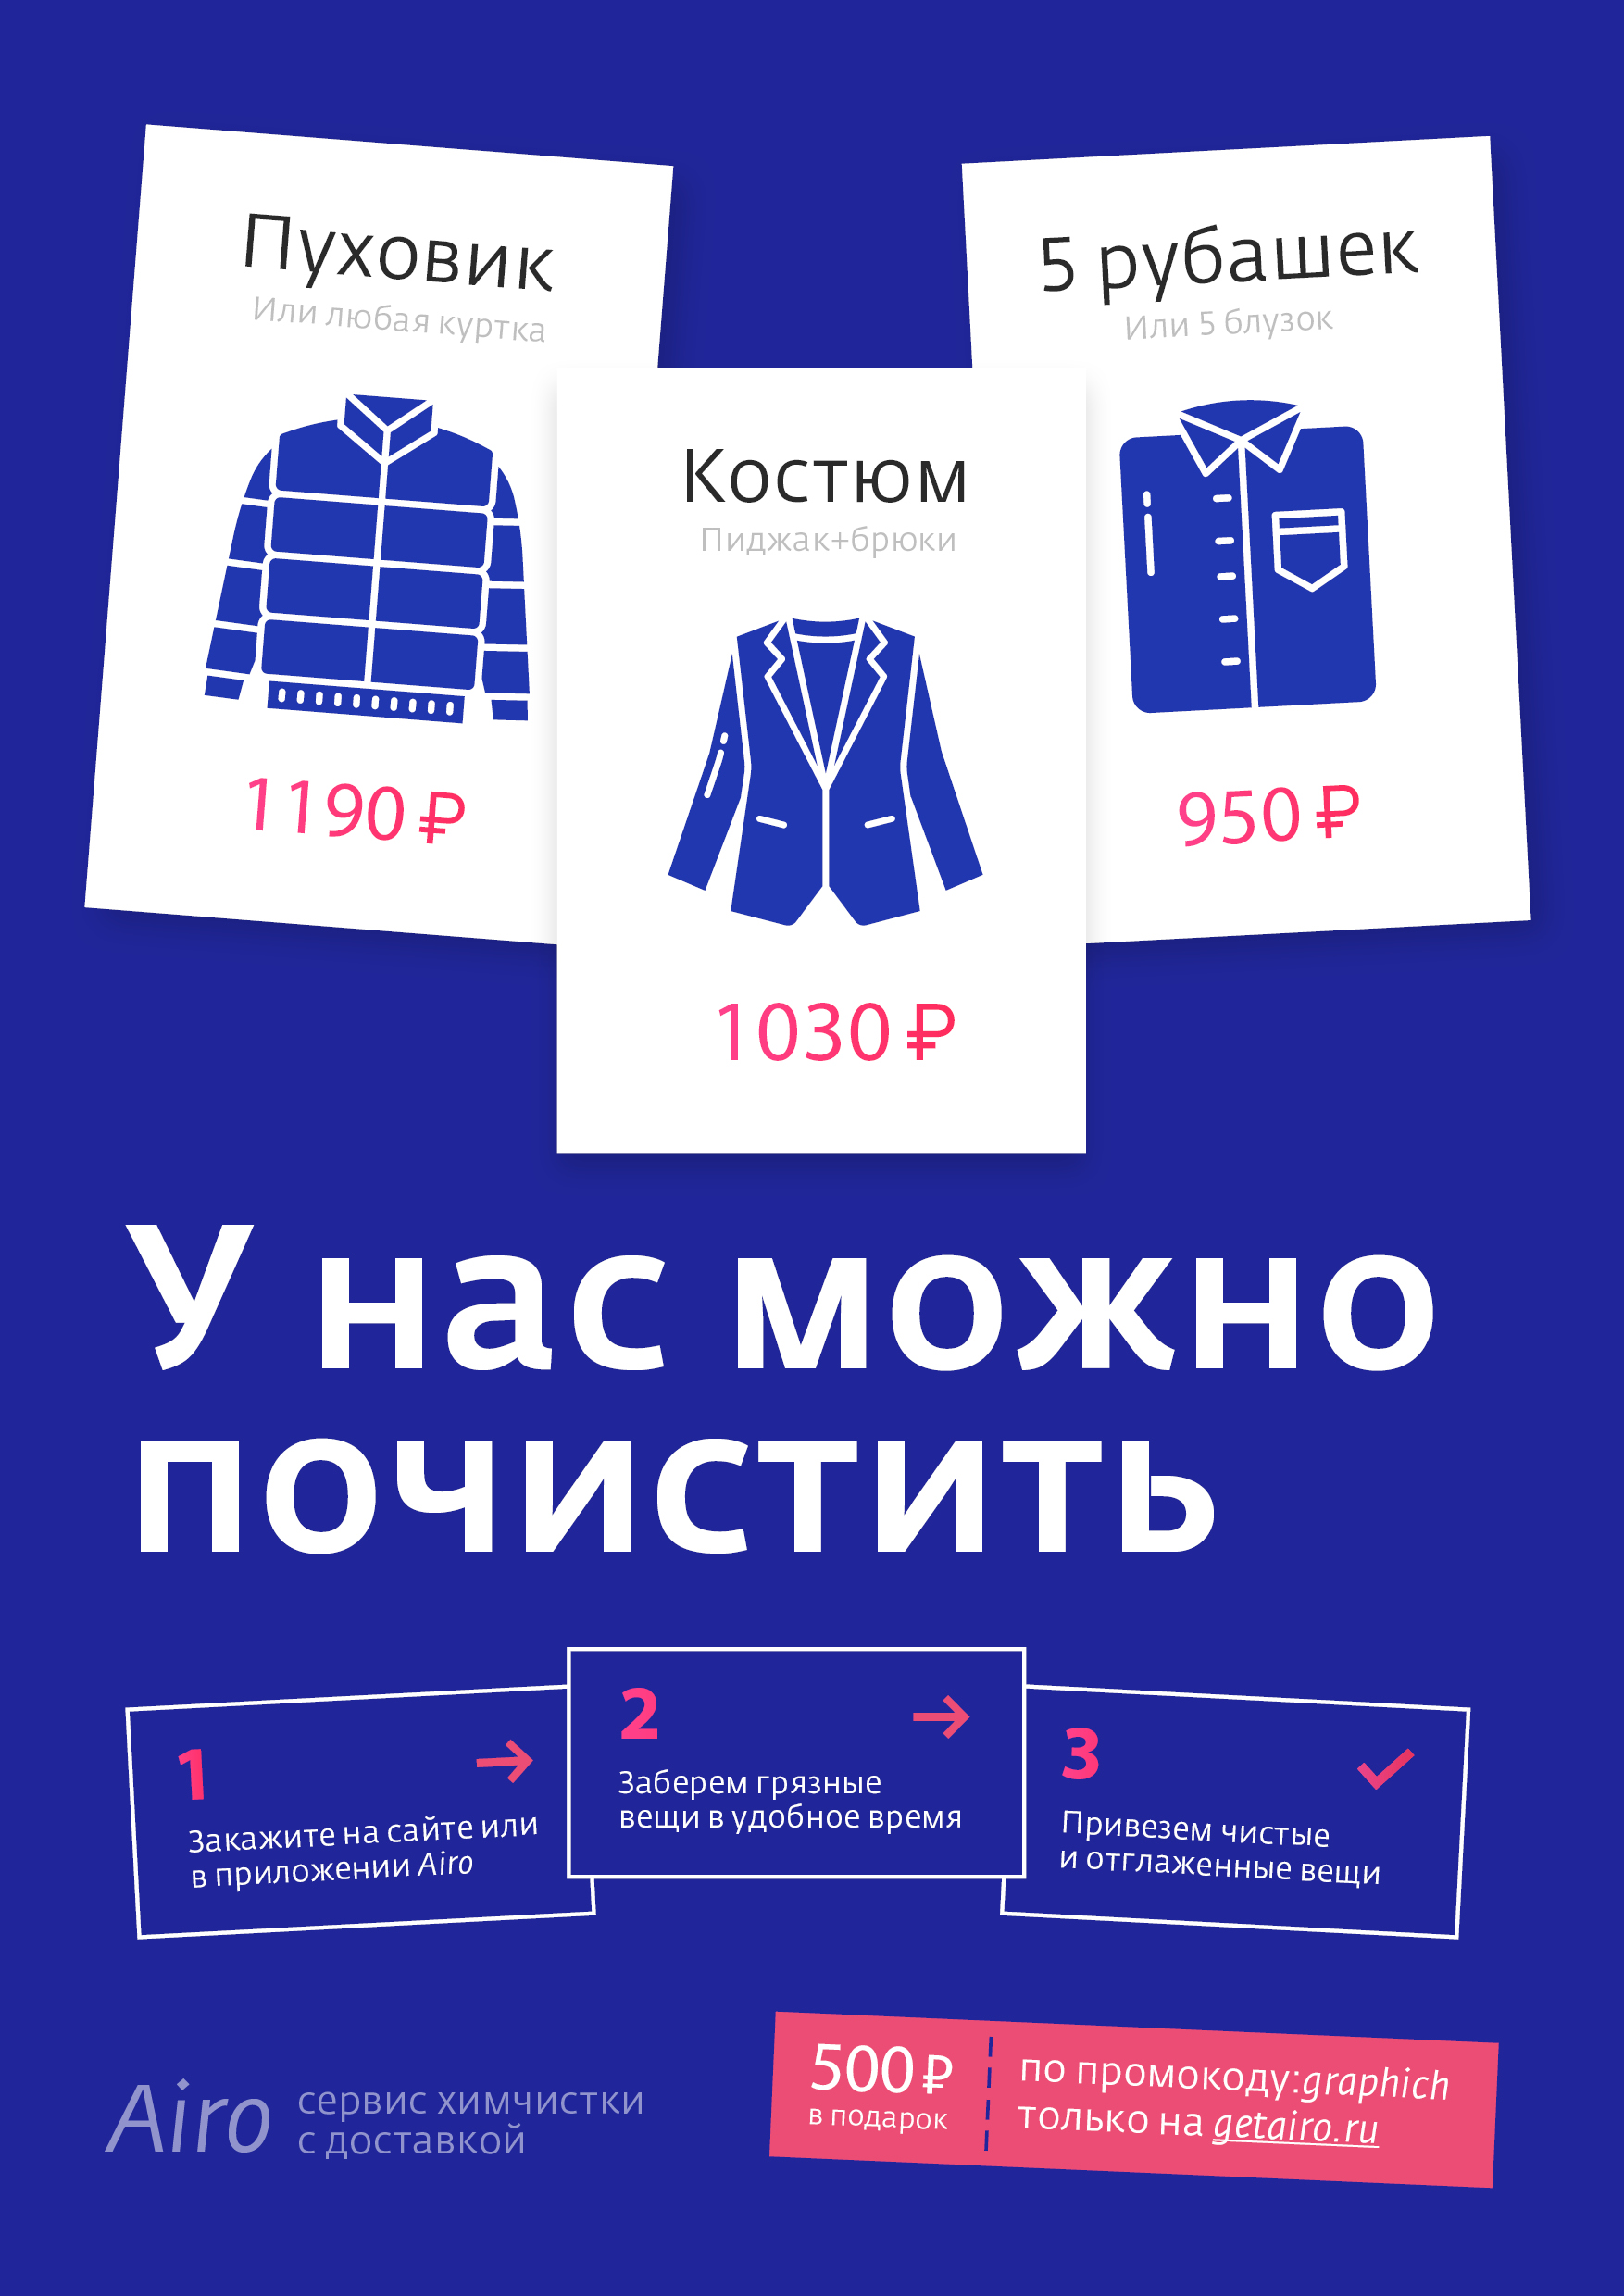 Пуховик
Или любая куртка
1190 ₽
Костюм
Пиджак+брюки
1030 ₽
5 рубашек
Или 5 блузок
950 ₽
У нас можно
почистить
1
Закажите на сайте или
в приложении Airo
2
Заберем грязные
вещи в удобное время
3
Привезем чистые
и отглаженные вещи
Airo
сервис химчистки
с доставкой
500 ₽
в подарок
по промокоду:graphich
только на getairo.ru